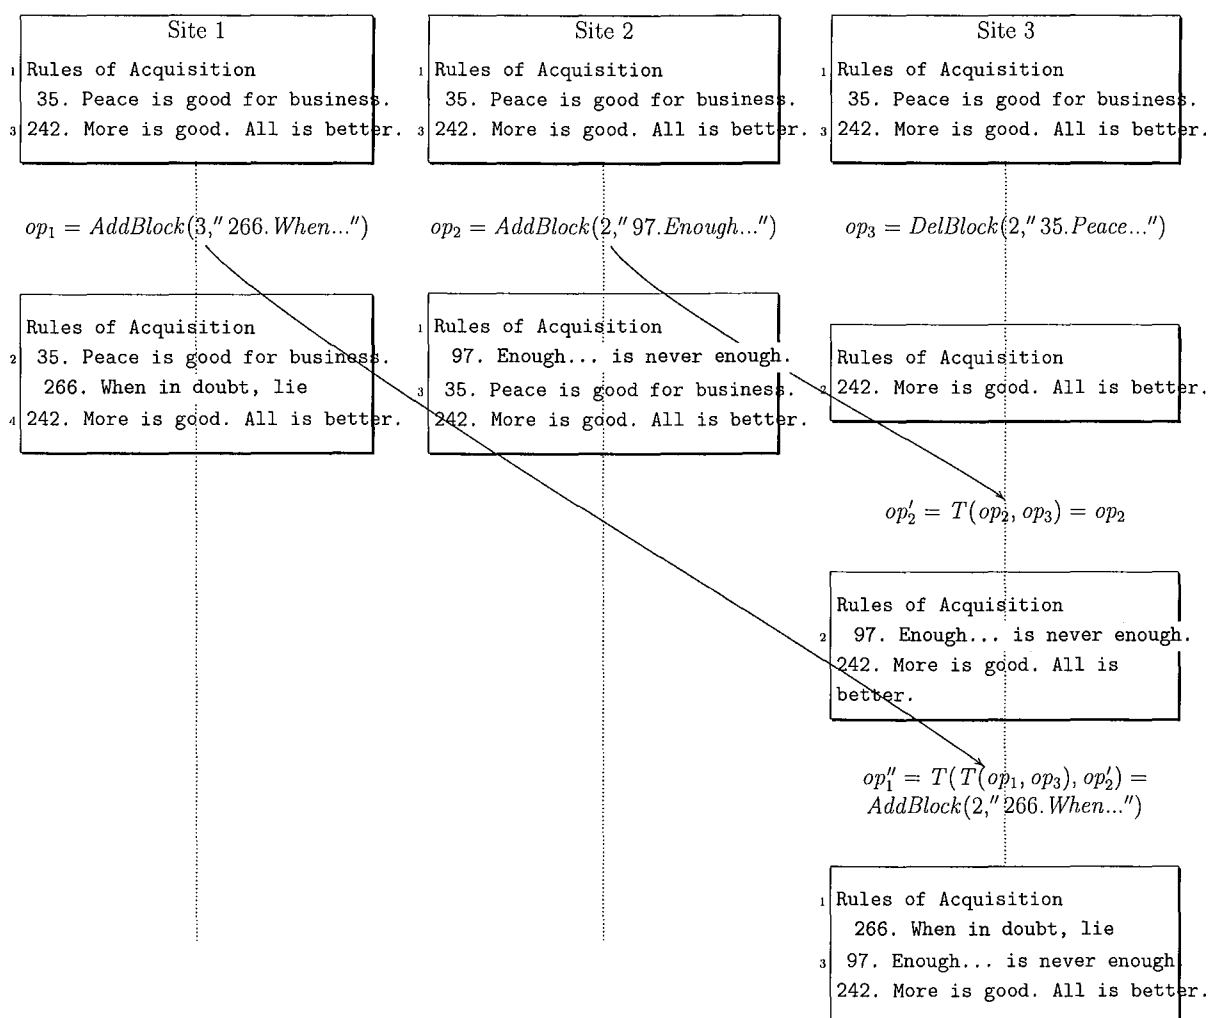 Site 1
1 Rules of Acquisition
35. Peace is good for business.
3 242. More is good. All is better.
Site 2
1 Rules of Acquisition
35. Peace is good for business.
3 242. More is good. All is better.
Site 3
1 Rules of Acquisition
35. Peace is good for business.
3 242. More is good. All is better.
op₁ = AddBlock(3,"266.When...")
op₂ = AddBlock(2,"97.Enough...")
op₃ = DelBlock(2,"35.Peace...")
Rules of Acquisition
2 35. Peace is good for business.
266. When in doubt, lie
4 242. More is good. All is better.
1 Rules of Acquisition
97. Enough... is never enough.
3 35. Peace is good for business.
242. More is good. All is better.
Rules of Acquisition
2 242. More is good. All is better.
op′₂ = T(op₂, op₃) = op₂
Rules of Acquisition
2 97. Enough... is never enough.
242. More is good. All is
better.
op″₁ = T(T(op₁, op₃), op′₂) =
AddBlock(2,"266.When...")
1 Rules of Acquisition
266. When in doubt, lie
3 97. Enough... is never enough
242. More is good. All is better.